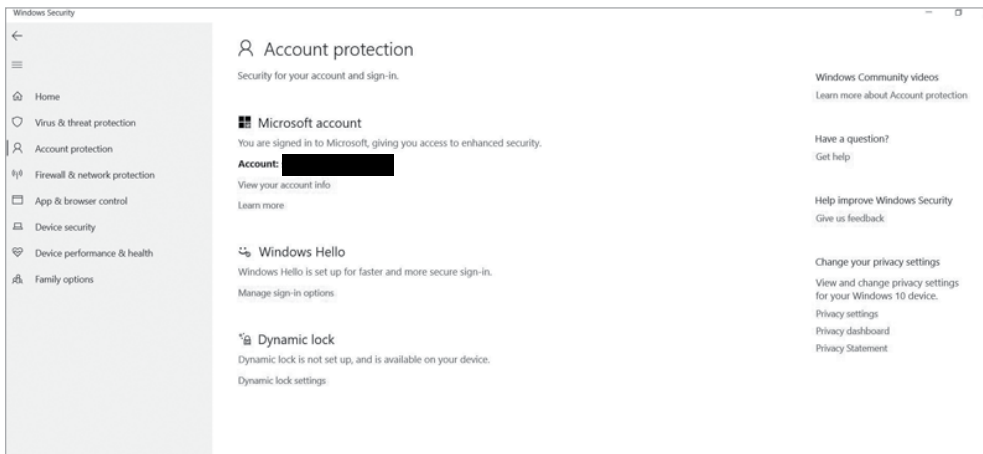 Windows Security
Home
Virus & threat protection
Account protection
Firewall & network protection
App & browser control
Device security
Device performance & health
Family options
Account protection
Security for your account and sign-in.
Microsoft account
You are signed in to Microsoft, giving you access to enhanced security.
Account:
View your account info
Learn more
Windows Hello
Windows Hello is set up for faster and more secure sign-in.
Manage sign-in options
Dynamic lock
Dynamic lock is not set up, and is available on your device.
Dynamic lock settings
Windows Community videos
Learn more about Account protection
Have a question?
Get help
Help improve Windows Security
Give us feedback
Change your privacy settings
View and change privacy settings
for your Windows 10 device.
Privacy settings
Privacy dashboard
Privacy Statement